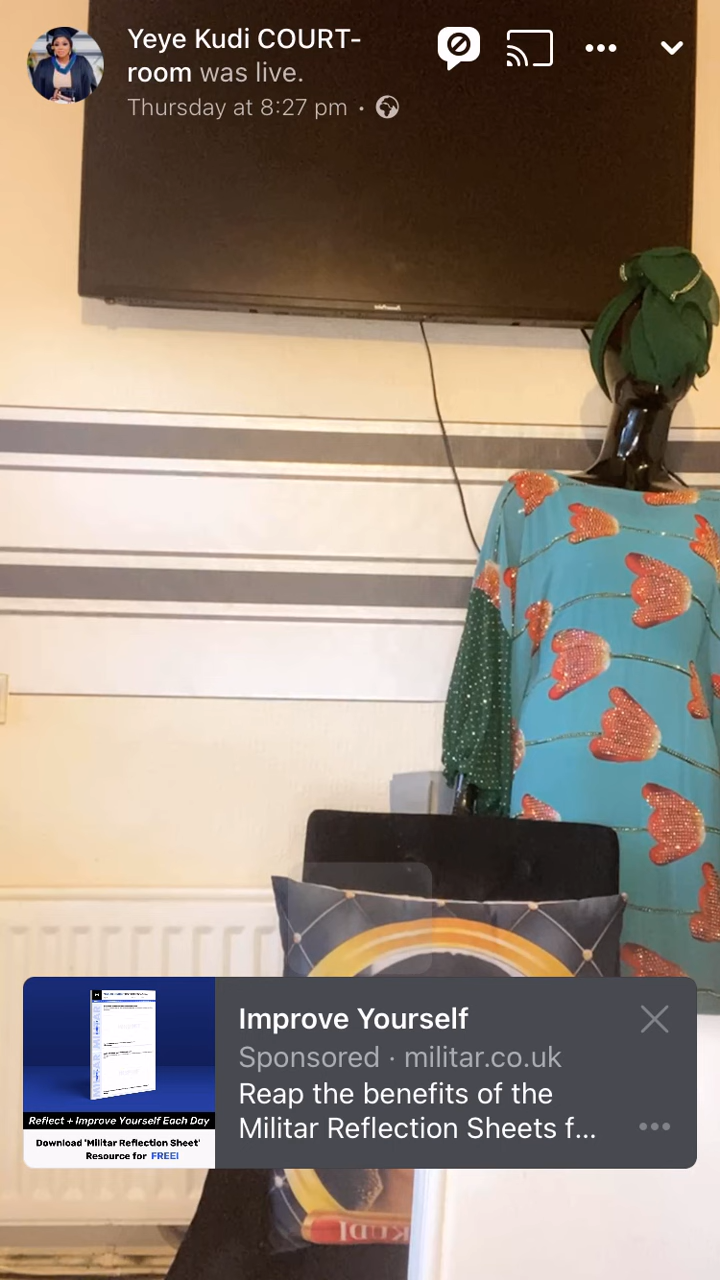 Yeye Kudi COURT-
room was live.
Thursday at 8:27 pm ·
Improve Yourself
Sponsored · militar.co.uk
Reap the benefits of the
Militar Reflection Sheets f...
Reflect + Improve Yourself Each Day
Download 'Militar Reflection Sheet'
Resource for FREE!
KUDI